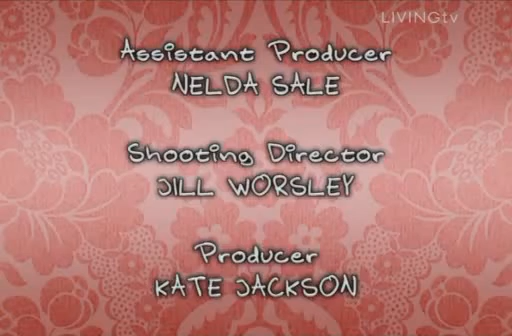 LIVINGtv
Assistant Producer
NELDA SALE
Shooting Director
JILL WORSLEY
Producer
KATE JACKSON